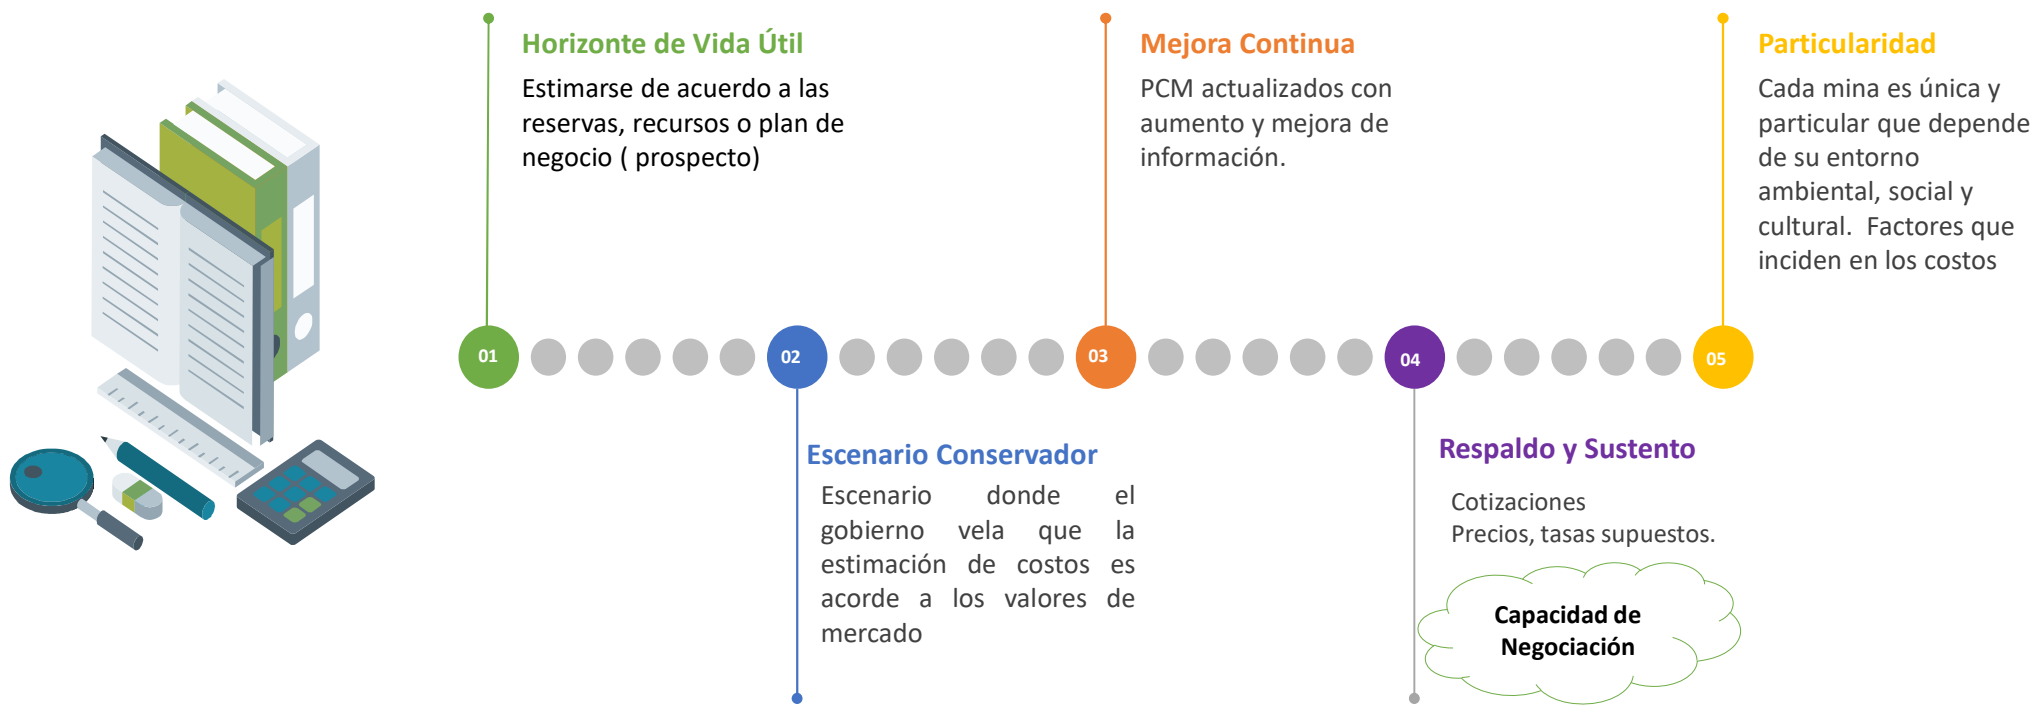 Horizonte de Vida Útil
Estimarse de acuerdo a las
reservas, recursos o plan de
negocio ( prospecto)
Mejora Continua
PCM actualizados con
aumento y mejora de
información.
Particularidad
Cada mina es única y
particular que depende
de su entorno
ambiental, social y
cultural.  Factores que
inciden en los costos
01
02
03
04
05
Escenario Conservador
Escenario donde el
gobierno vela que la
estimación de costos es
acorde a los valores de
mercado
Respaldo y Sustento
Cotizaciones
Precios, tasas supuestos.
Capacidad de
Negociación